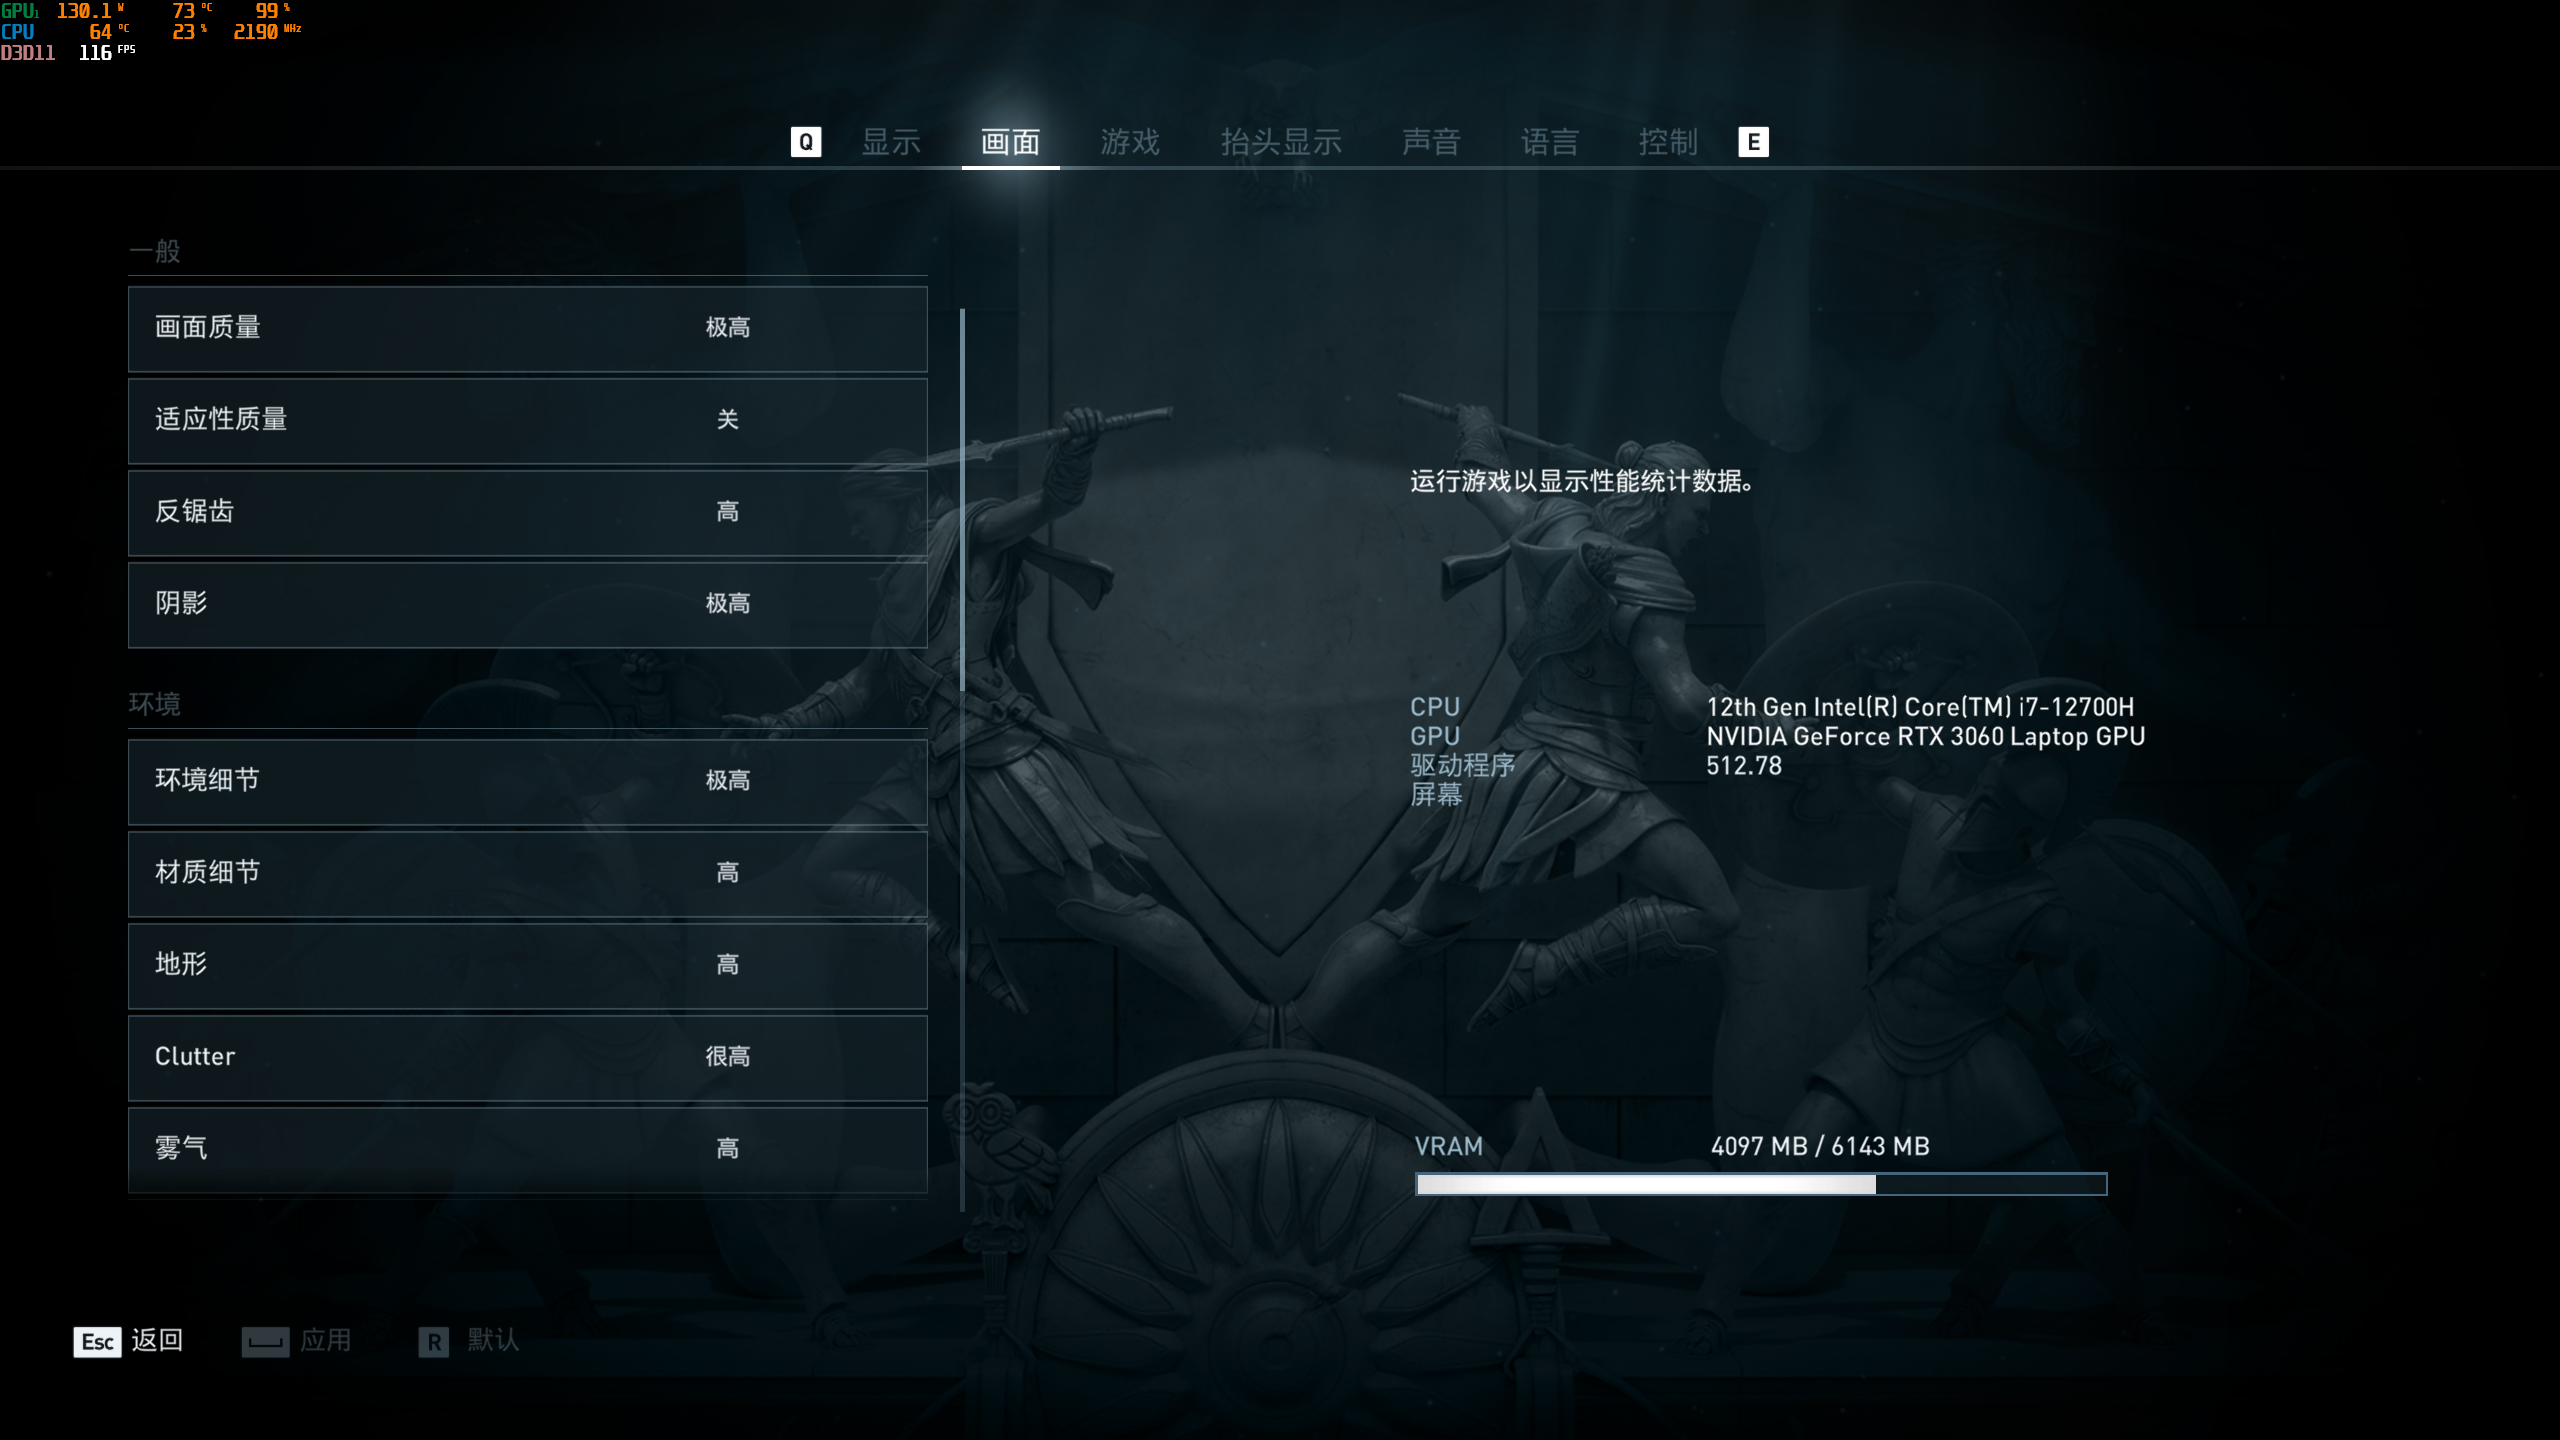 GPU1 130.1 W 73 °C 99 %
CPU 64 °C 23 % 2190 MHz
D3D11 116 FPS
Q 显示 画面 游戏 抬头显示 声音 语言 控制 E
一般
画面质量 极高
适应性质量 关
反锯齿 高
阴影 极高
环境
环境细节 极高
材质细节 高
地形 高
Clutter 很高
雾气 高
运行游戏以显示性能统计数据。
CPU 12th Gen Intel(R) Core(TM) i7-12700H
GPU NVIDIA GeForce RTX 3060 Laptop GPU
驱动程序 512.78
屏幕
VRAM 4097 MB / 6143 MB
Esc 返回 应用 R 默认